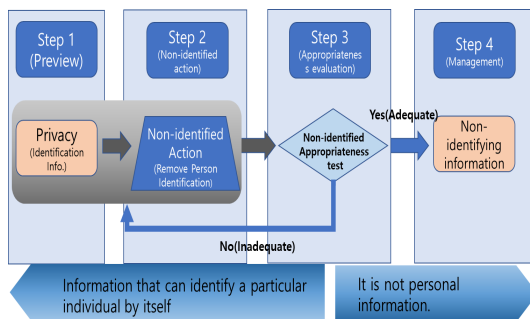 Step 1
(Preview)
Step 2
(Non-identified
action)
Step 3
(Appropriatenes
s evaluation)
Step 4
(Management)
Privacy
(Identification
Info.)
Non-identified
Action
(Remove Person
Identification)
Non-identified
Appropriateness
test
Yes(Adequate)
Non-
identifying
information
No(Inadequate)
Information that can identify a particular
individual by itself
It is not personal
information.